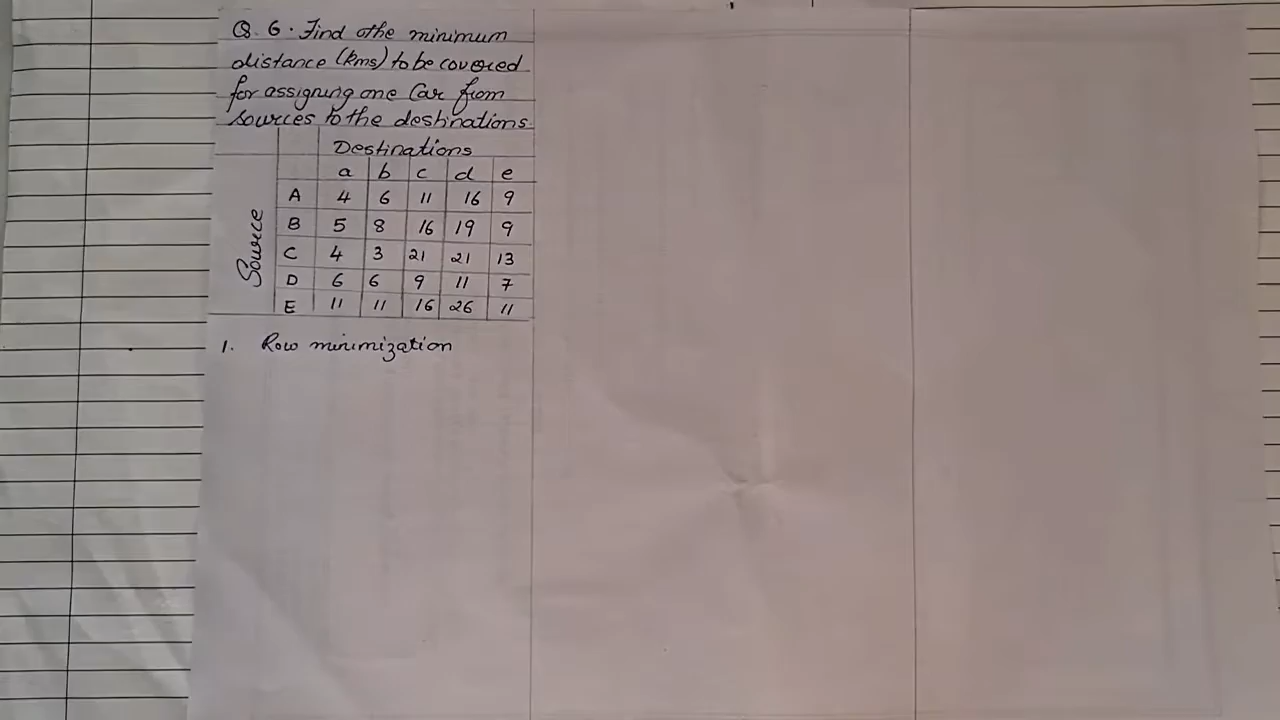 Q. 6. Find the minimum
distance (kms) to be covered
for assigning one Car from
sources to the destinations
Destinations
a b c d e
Source
A 4 6 11 16 9
B 5 8 16 19 9
C 4 3 21 21 13
D 6 6 9 11 7
E 11 11 16 26 11
1. Row minimization